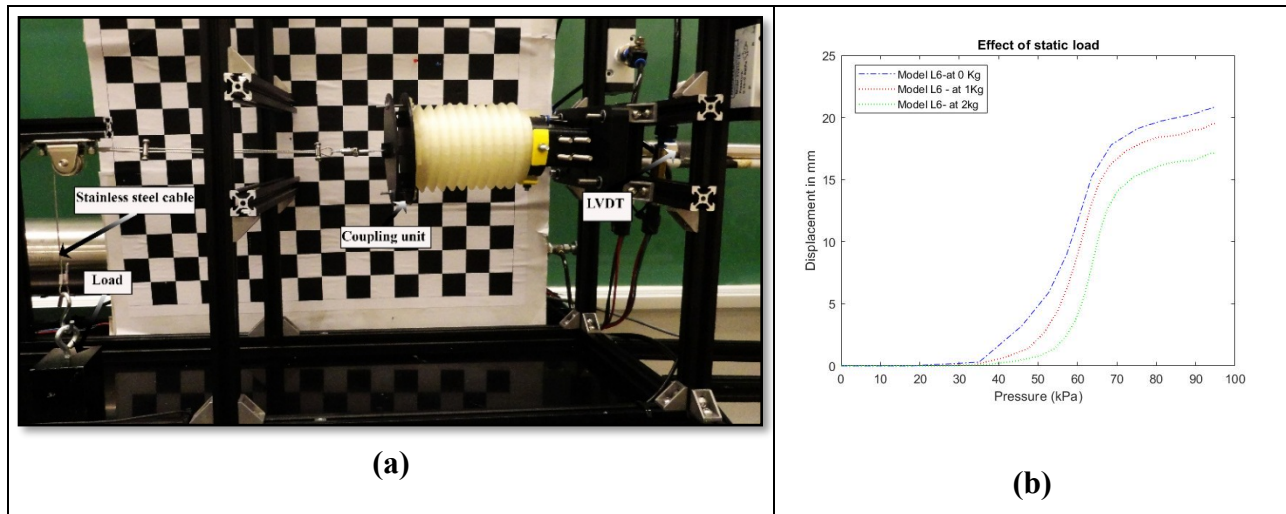 Stainless steel cable
Load
Coupling unit
LVDT
(a)
Effect of static load
Model L6-at 0 Kg
Model L6 - at 1Kg
Model L6- at 2kg
Displacement in mm
25
20
15
10
5
0
0 10 20 30 40 50 60 70 80 90 100
Pressure (kPa)
(b)